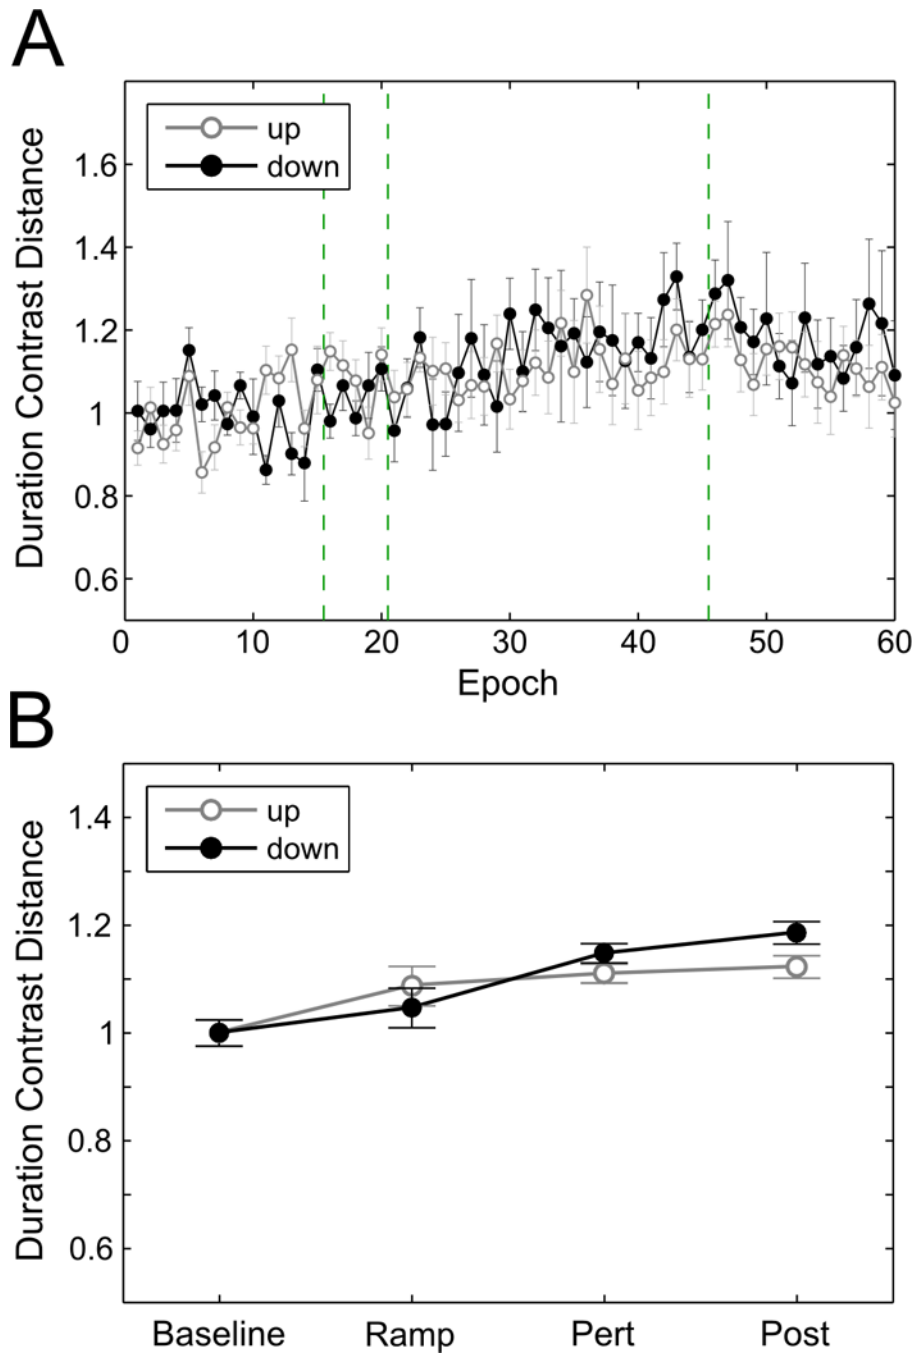 A
up
down
Duration Contrast Distance
1.6
1.4
1.2
1
0.8
0.6
0 10 20 30 40 50 60
Epoch
B
up
down
Duration Contrast Distance
1.4
1.2
1
0.8
0.6
Baseline Ramp Pert Post